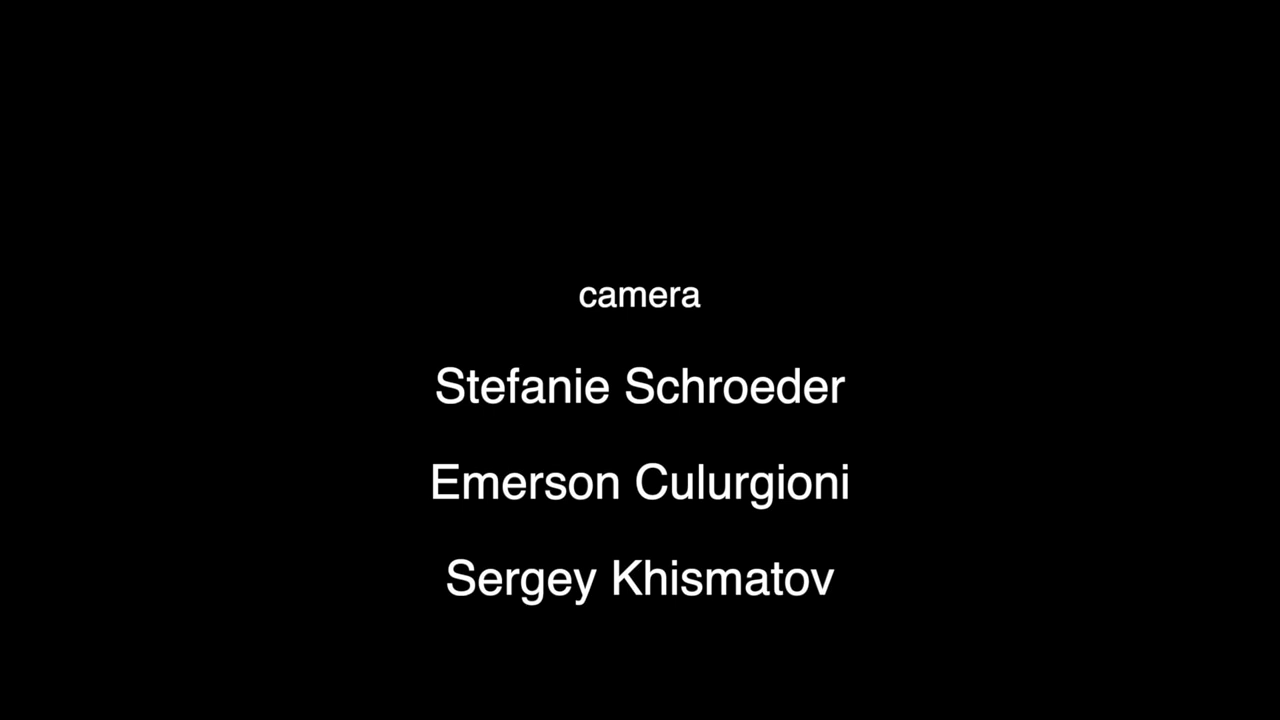 camera
Stefanie Schroeder
Emerson Culurgioni
Sergey Khismatov